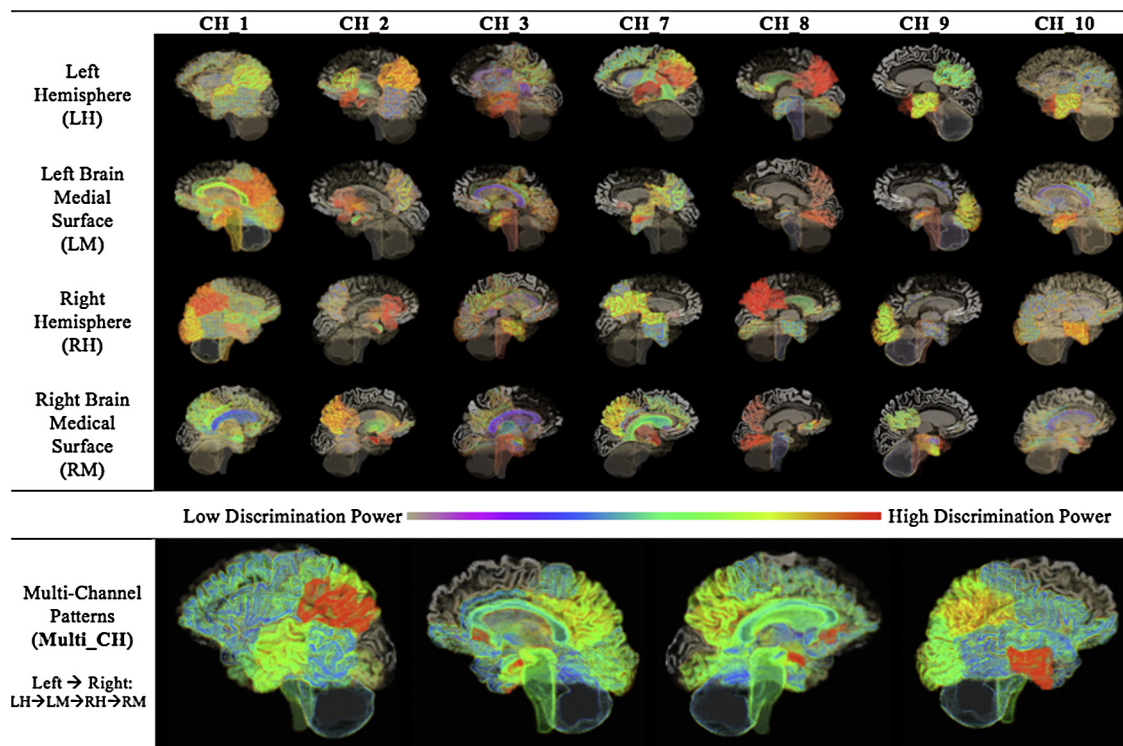 CH_1 CH_2 CH_3 CH_7 CH_8 CH_9 CH_10
Left
Hemisphere
(LH)
Left Brain
Medial
Surface
(LM)
Right
Hemisphere
(RH)
Right Brain
Medical
Surface
(RM)
Low Discrimination Power High Discrimination Power
Multi-Channel
Patterns
(Multi_CH)
Left → Right:
LH→LM→RH→RM